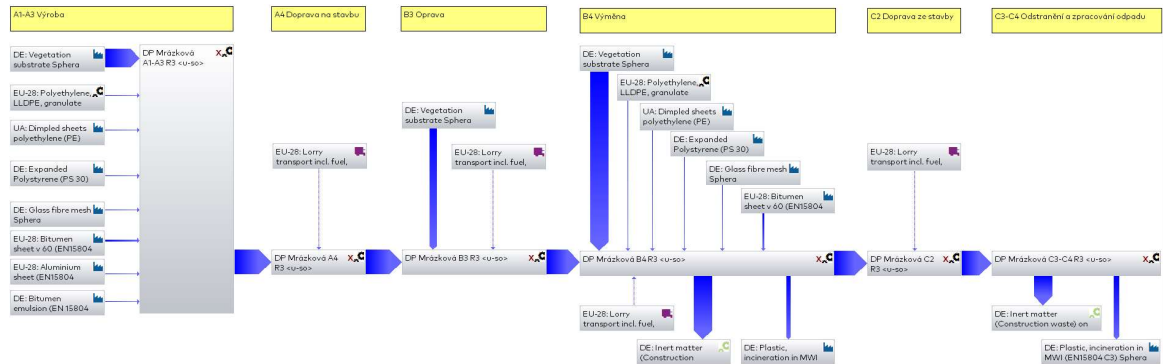 A1-A3 Výroba
DE: Vegetation
substrate Sphera
EU-28: Polyethylene,
LLDPE, granulate
UA: Dimpled sheets
polyethylene (PE)
DE: Expanded
Polystyrene (PS 30)
DE: Glass fibre mesh
Sphera
EU-28: Bitumen
sheet v 60 (EN15804
EU-28: Aluminium
sheet (EN15804
DE: Bitumen
emulsion (EN 15804
DP Mrázková
A1-A3 R3 <u-so>
A4 Doprava na stavbu
EU-28: Lorry
transport incl. fuel,
DP Mrázková A4
R3 <u-so>
B3 Oprava
DE: Vegetation
substrate Sphera
EU-28: Lorry
transport incl. fuel,
DP Mrázková B3 R3 <u-so>
B4 Výměna
DE: Vegetation
substrate Sphera
EU-28: Polyethylene,
LLDPE, granulate
UA: Dimpled sheets
polyethylene (PE)
DE: Expanded
Polystyrene (PS 30)
DE: Glass fibre mesh
Sphera
EU-28: Bitumen
sheet v 60 (EN15804
DP Mrázková B4 R3 <u-so>
EU-28: Lorry
transport incl. fuel,
DE: Inert matter
(Construction
DE: Plastic,
incineration in MWI
C2 Doprava ze stavby
EU-28: Lorry
transport incl. fuel,
DP Mrázková C2
R3 <u-so>
C3-C4 Odstranění a zpracování odpadu
DP Mrázková C3-C4 R3 <u-so>
DE: Inert matter
(Construction waste) on
DE: Plastic, incineration in
MWI (EN15804 C3) Sphera